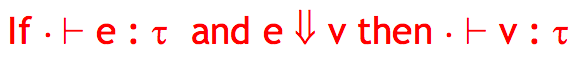 If · ⊢ e : τ and e ⇓ v then · ⊢ v : τ